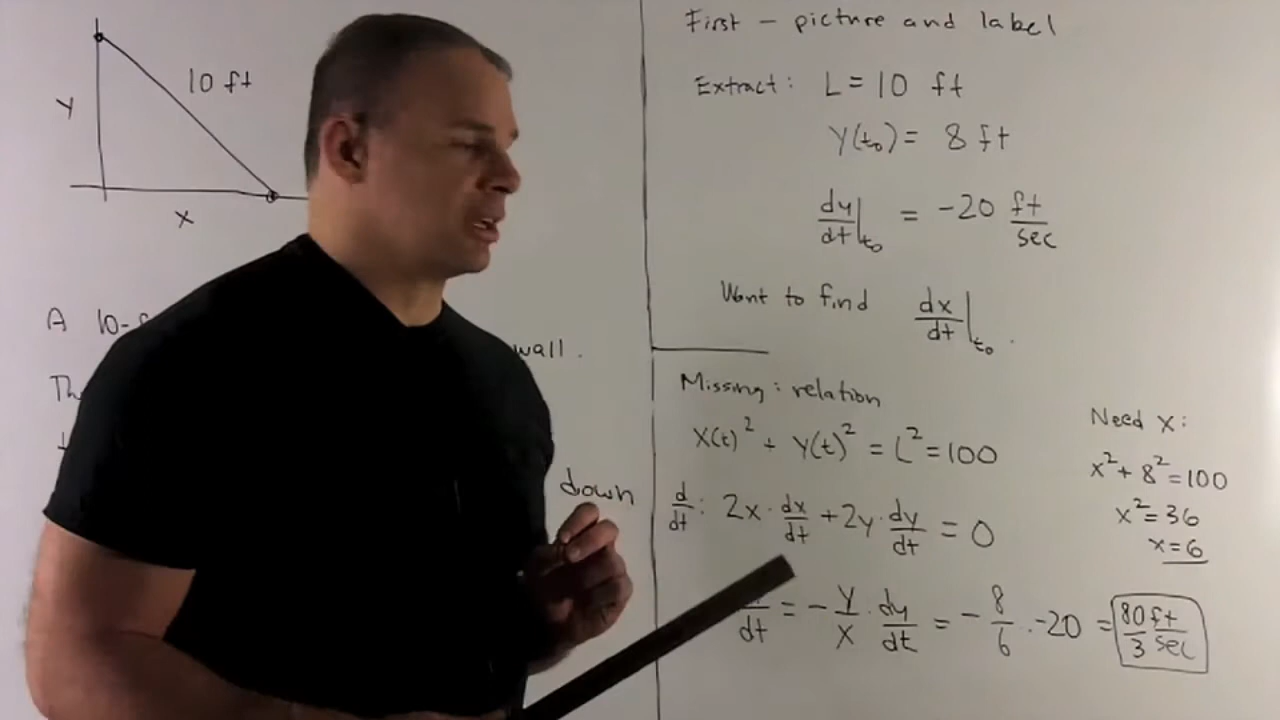 10 ft
y
x
A 10-
wall.
down
First – picture and label
Extract: L = 10 ft
y(t₀) = 8 ft
dy/dt|t₀ = -20 ft/sec
Want to find dx/dt|t₀.
Missing: relation
x(t)² + y(t)² = L² = 100
d/dt: 2x · dx/dt + 2y · dy/dt = 0
dt = - y/x · dy/dt = - 8/6 · -20 = 80/3 ft/sec
Need x:
x² + 8² = 100
x² = 36
x = 6